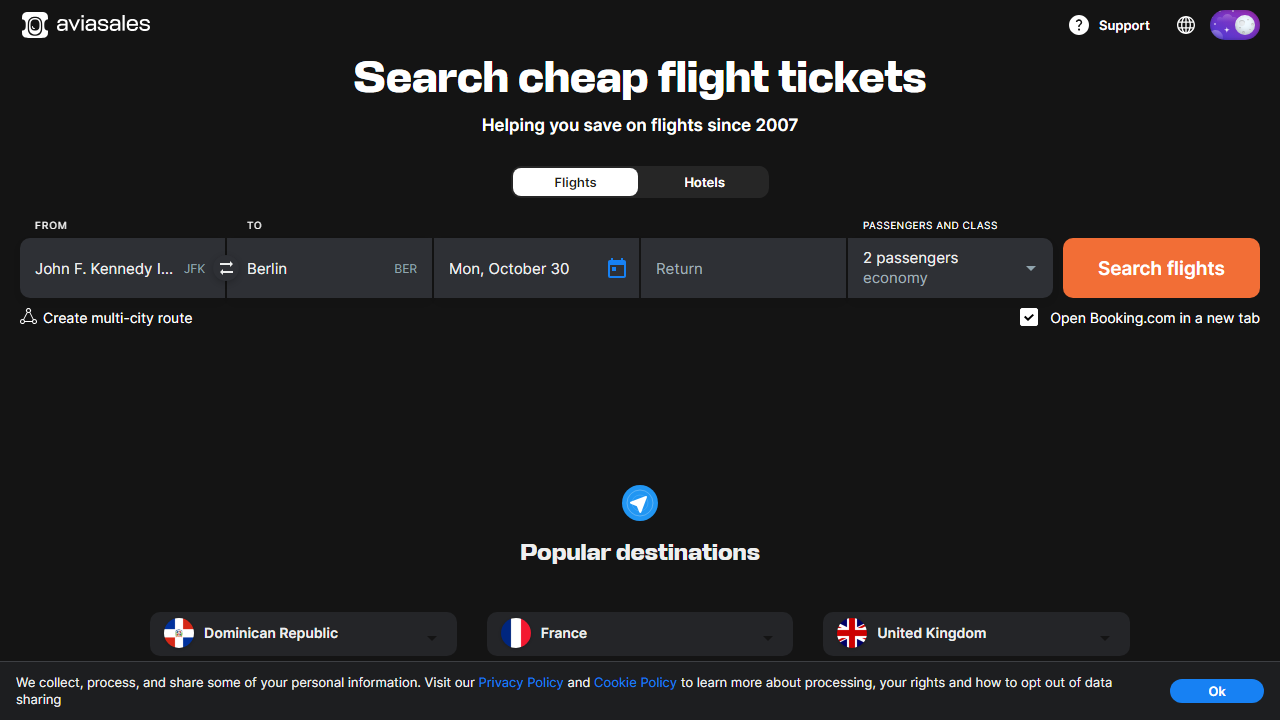 aviasales
? Support
Search cheap flight tickets
Helping you save on flights since 2007
Flights Hotels
FROM TO PASSENGERS AND CLASS
John F. Kennedy I... JFK Berlin BER Mon, October 30 Return 2 passengers
economy
Search flights
Create multi-city route Open Booking.com in a new tab
Popular destinations
Dominican Republic France United Kingdom
We collect, process, and share some of your personal information. Visit our Privacy Policy and Cookie Policy to learn more about processing, your rights and how to opt out of data
sharing
Ok